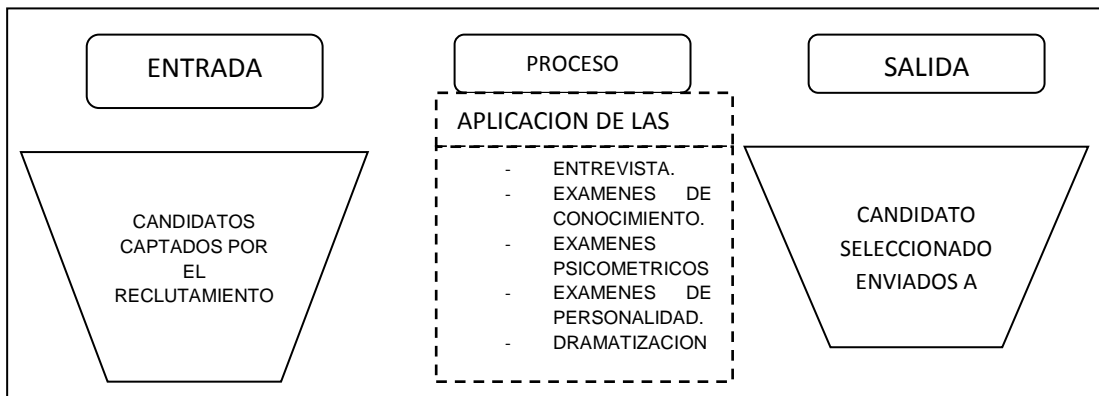 ENTRADA
CANDIDATOS
CAPTADOS POR
EL
RECLUTAMIENTO
PROCESO
APLICACION DE LAS
- ENTREVISTA.
- EXAMENES DE
CONOCIMIENTO.
- EXAMENES
PSICOMETRICOS
- EXAMENES DE
PERSONALIDAD.
- DRAMATIZACION
SALIDA
CANDIDATO
SELECCIONADO
ENVIADOS A